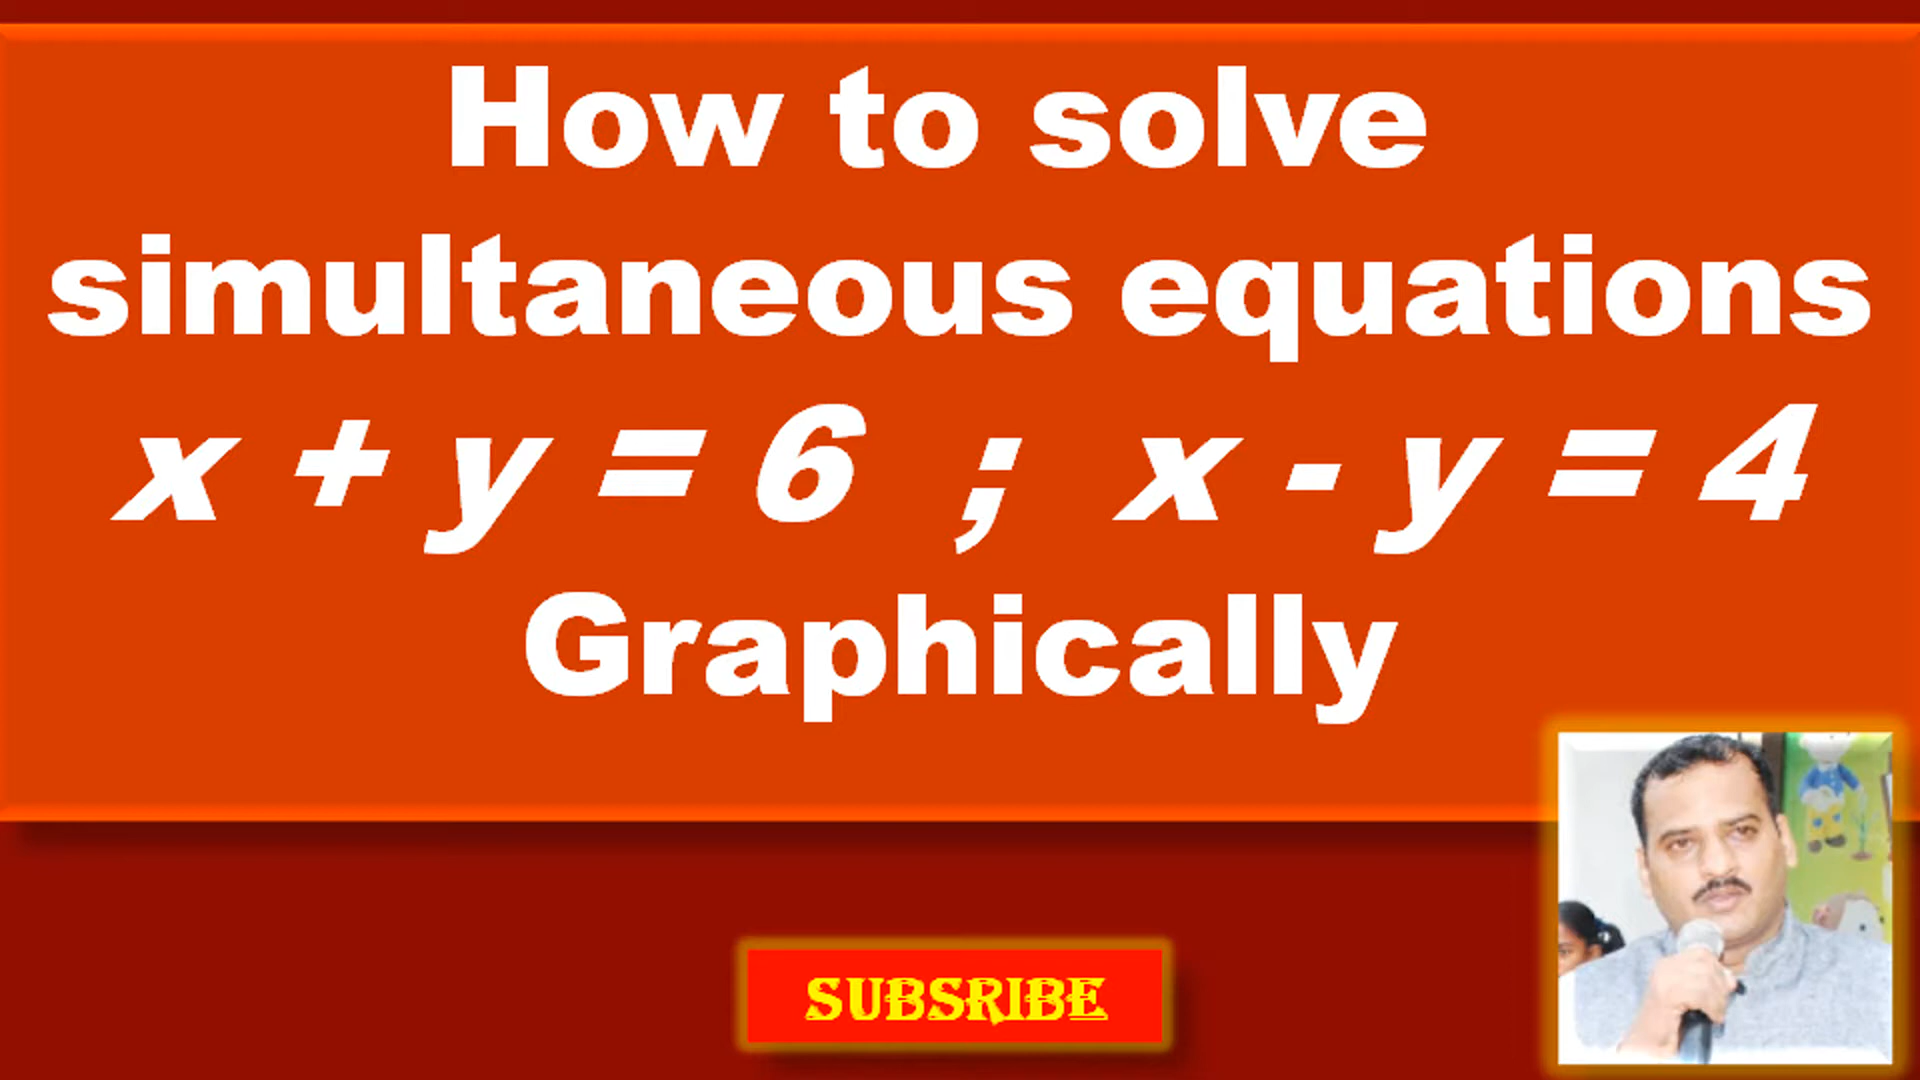 How to solve
simultaneous equations
x + y = 6 ; x - y = 4
Graphically
SUBSRIBE